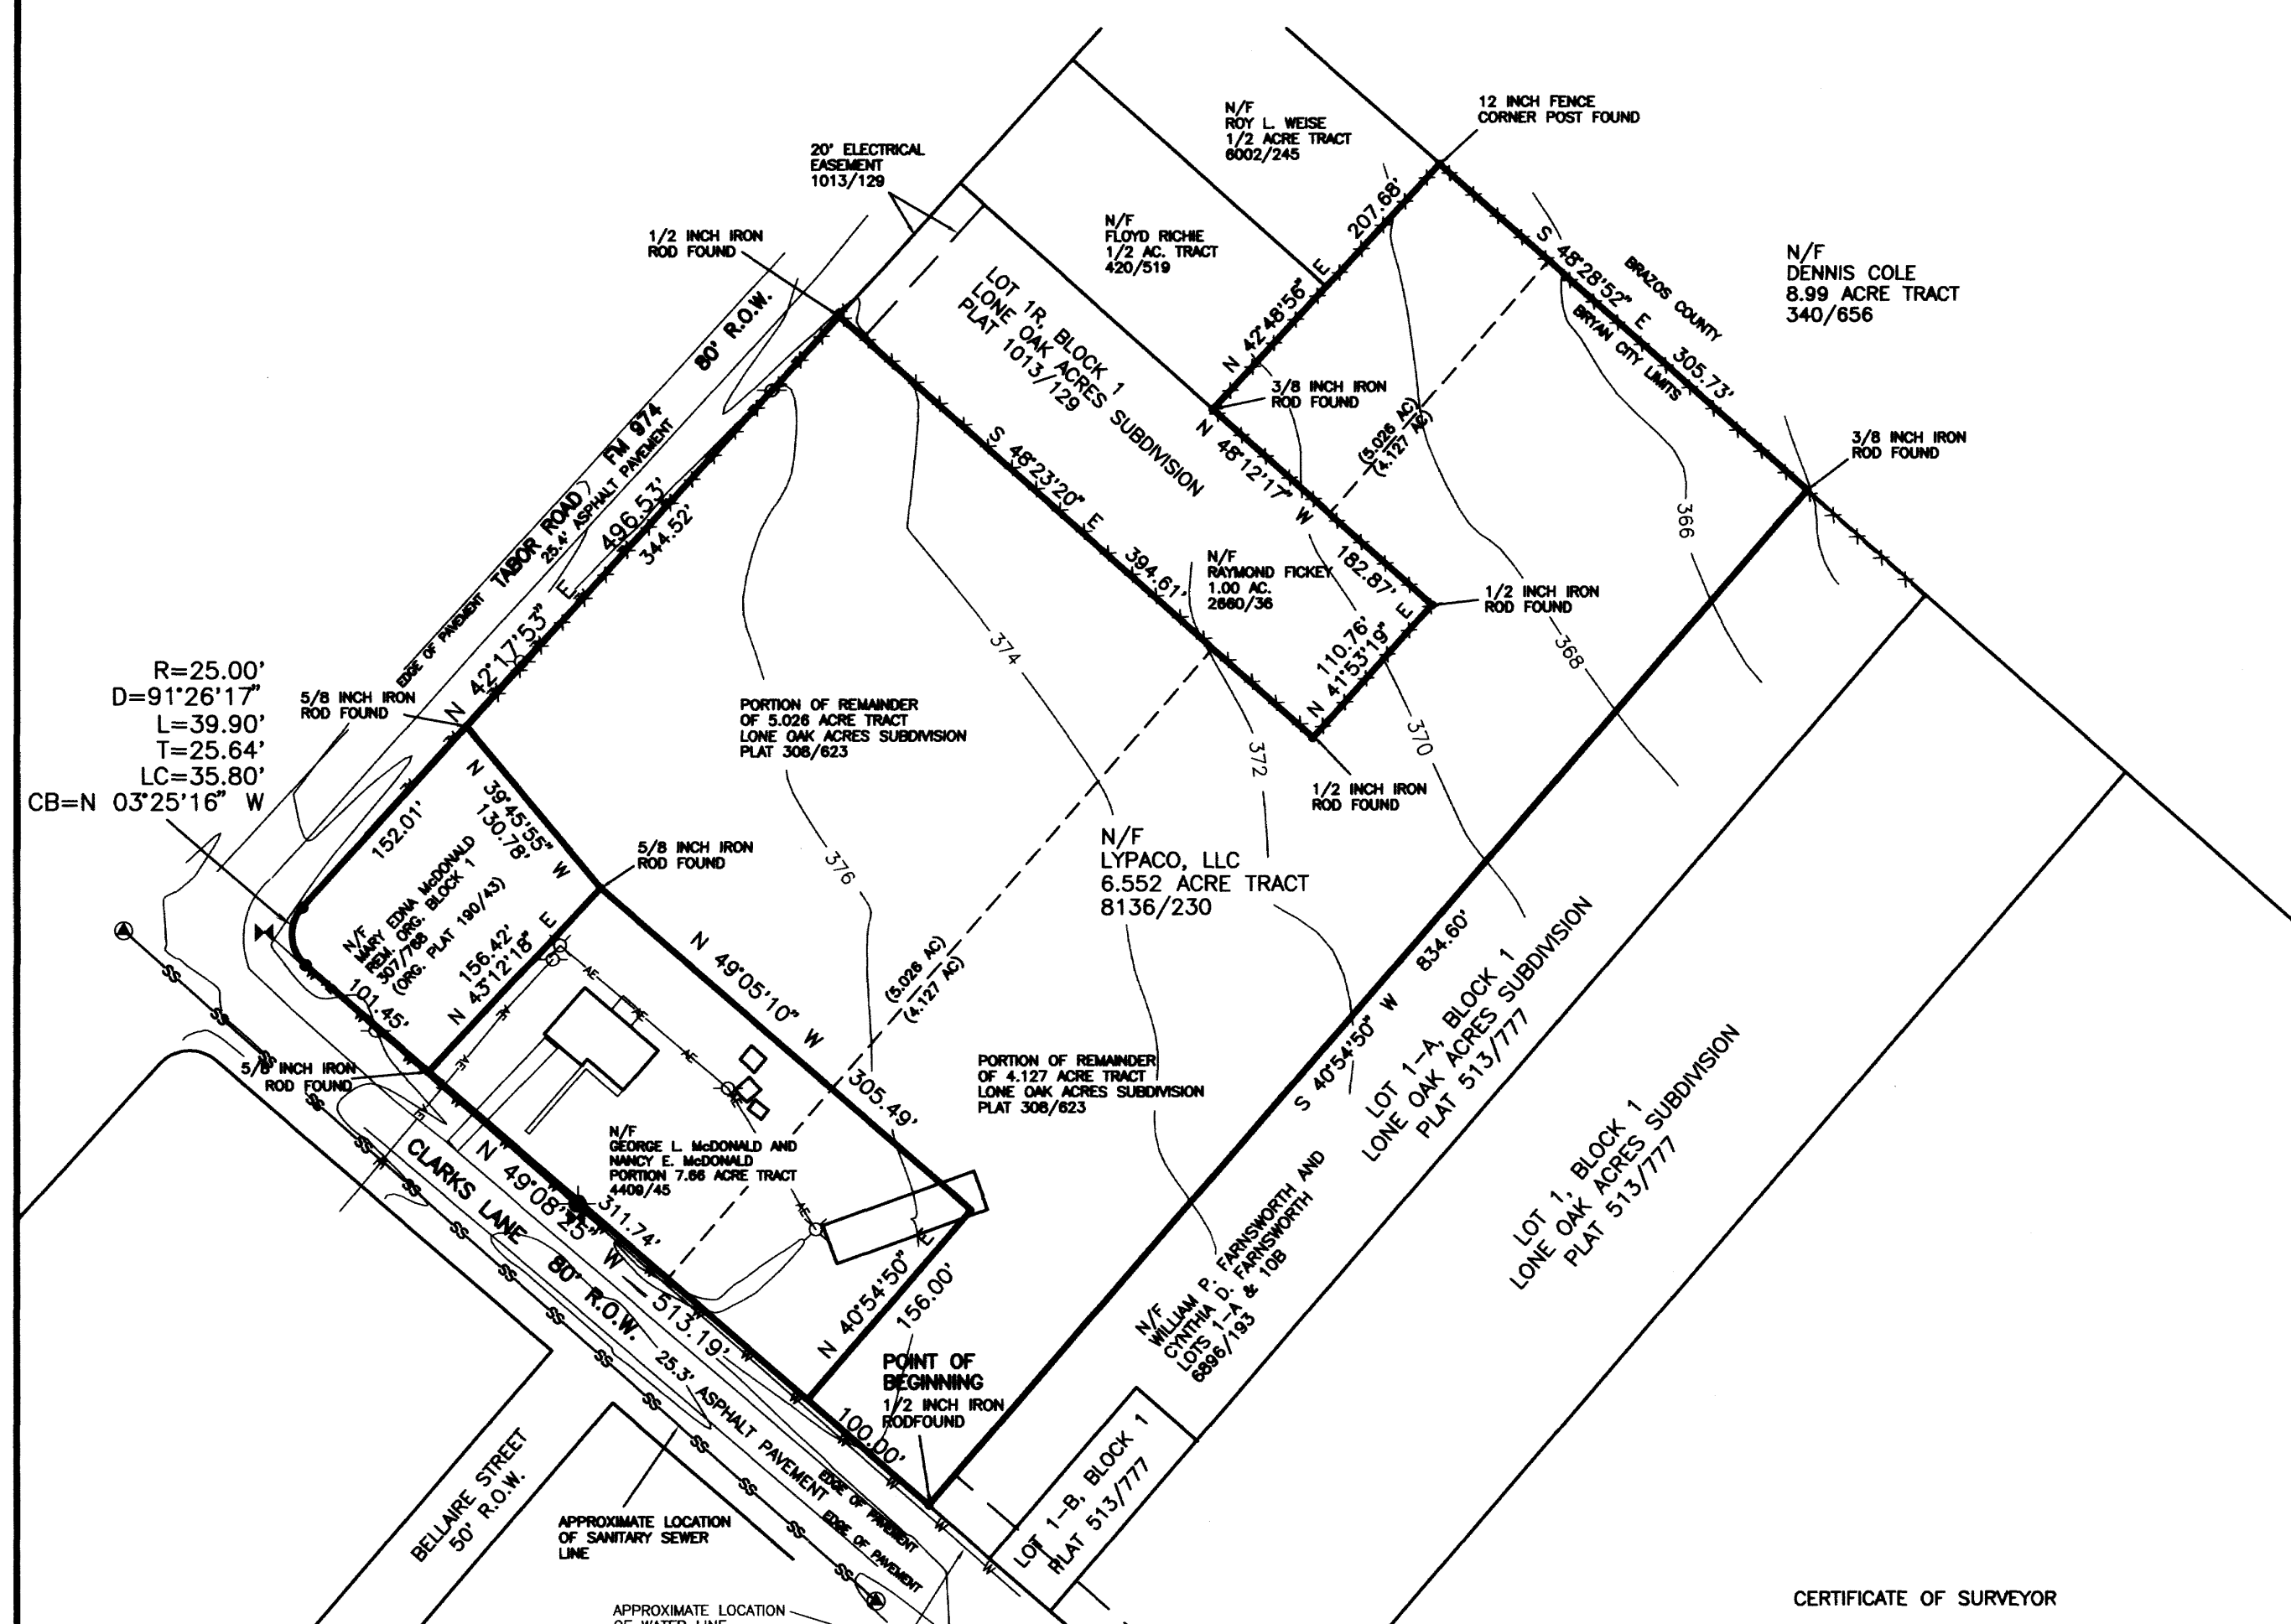 N/F
ROY L. WEISE
1/2 ACRE TRACT
6002/245
12 INCH FENCE
CORNER POST FOUND
20' ELECTRICAL
EASEMENT
1013/129
N/F
FLOYD RICHIE
1/2 AC. TRACT
420/519
207.68'
N 42°48'56" E
1/2 INCH IRON
ROD FOUND
S 48°28'52" E
305.73'
BRAZOS COUNTY
BRYAN CITY LIMITS
N/F
DENNIS COLE
8.99 ACRE TRACT
340/656
LOT 1R, BLOCK 1
LONE OAK ACRES SUBDIVISION
PLAT 1013/129
80' R.O.W.
FM 974
TABOR ROAD
25.4' ASPHALT PAVEMENT
EDGE OF PAVEMENT
3/8 INCH IRON
ROD FOUND
(5.026 AC)
(4.127 AC)
3/8 INCH IRON
ROD FOUND
S 48°23'20" E
394.61'
N 48°12'17" W
182.87'
496.53'
344.52'
N 42°17'53" E
366
N/F
RAYMOND FICKEY
1.00 AC.
2660/36
1/2 INCH IRON
ROD FOUND
110.76'
N 41°53'19" E
374
368
R=25.00'
D=91°26'17"
L=39.90'
T=25.64'
LC=35.80'
CB=N 03°25'16" W
5/8 INCH IRON
ROD FOUND
PORTION OF REMAINDER
OF 5.026 ACRE TRACT
LONE OAK ACRES SUBDIVISION
PLAT 308/623
372
370
1/2 INCH IRON
ROD FOUND
N 39°45'55" W
130.78'
152.01'
5/8 INCH IRON
ROD FOUND
376
N/F
LYPACO, LLC
6.552 ACRE TRACT
8136/230
N/F
MARY EDNA McDONALD
REM. ORG. BLOCK 1
307/768
(ORG. PLAT 190/43)
156.42'
N 43°12'18" E
101.45'
N 49°05'10" W
305.49'
(5.026 AC)
(4.127 AC)
S 40°54'50" W
834.60'
LOT 1-A, BLOCK 1
LONE OAK ACRES SUBDIVISION
PLAT 513/777
5/8 INCH IRON
ROD FOUND
PORTION OF REMAINDER
OF 4.127 ACRE TRACT
LONE OAK ACRES SUBDIVISION
PLAT 308/623
LOT 1, BLOCK 1
LONE OAK ACRES SUBDIVISION
PLAT 513/777
N/F
GEORGE L. McDONALD AND
NANCY E. McDONALD
PORTION 7.66 ACRE TRACT
4409/45
CLARKS LANE
80' R.O.W.
N 49°08'25" W
513.19'
311.74'
N 40°54'50" E
156.00'
N/F
WILLIAM P. FARNSWORTH AND
CYNTHIA D. FARNSWORTH
LOTS 1-A & 10B
6896/193
25.3' ASPHALT PAVEMENT
EDGE OF PAVEMENT
EDGE OF PAVEMENT
POINT OF
BEGINNING
1/2 INCH IRON
RODFOUND
100.00'
LOT 1-B, BLOCK 1
PLAT 513/777
BELLAIRE STREET
50' R.O.W.
APPROXIMATE LOCATION
OF SANITARY SEWER
LINE
APPROXIMATE LOCATION
OF WATER LINE
CERTIFICATE OF SURVEYOR